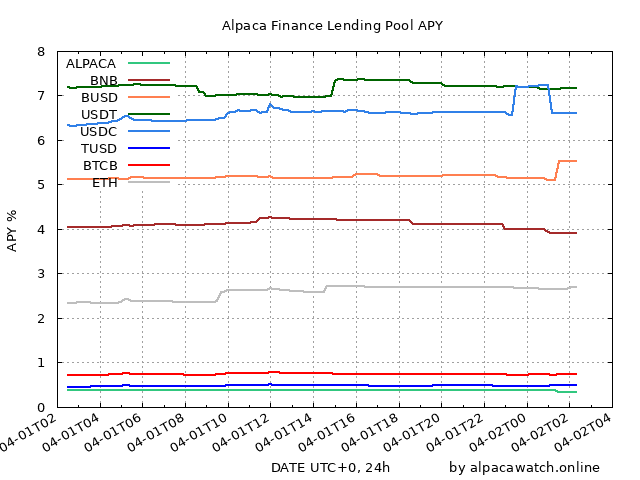 Alpaca Finance Lending Pool APY
8
7
6
5
4
3
2
1
0
APY %
ALPACA
BNB
BUSD
USDT
USDC
TUSD
BTCB
ETH
04-01T02
04-01T04
04-01T06
04-01T08
04-01T10
04-01T12
04-01T14
04-01T16
04-01T18
04-01T20
04-01T22
04-02T00
04-02T02
04-02T04
DATE UTC+0, 24h
by alpacawatch.online